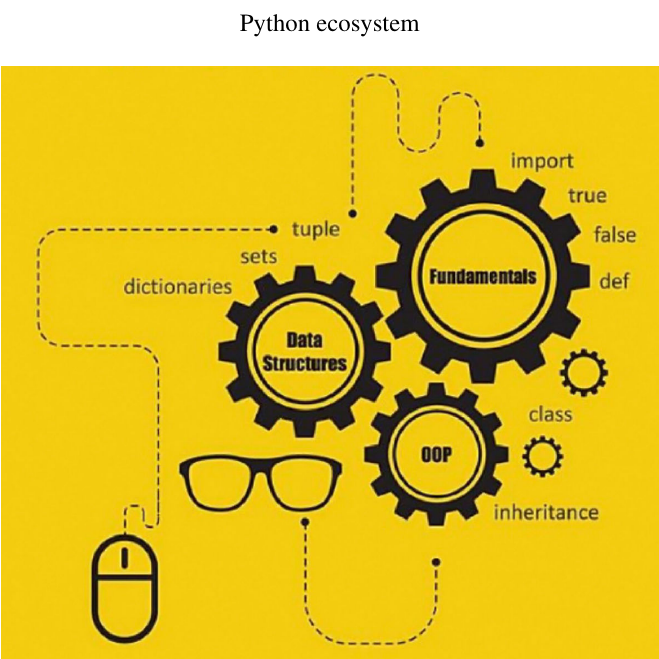 Python ecosystem
import
true
false
def
Fundamentals
tuple
sets
dictionaries
Data
Structures
class
OOP
inheritance